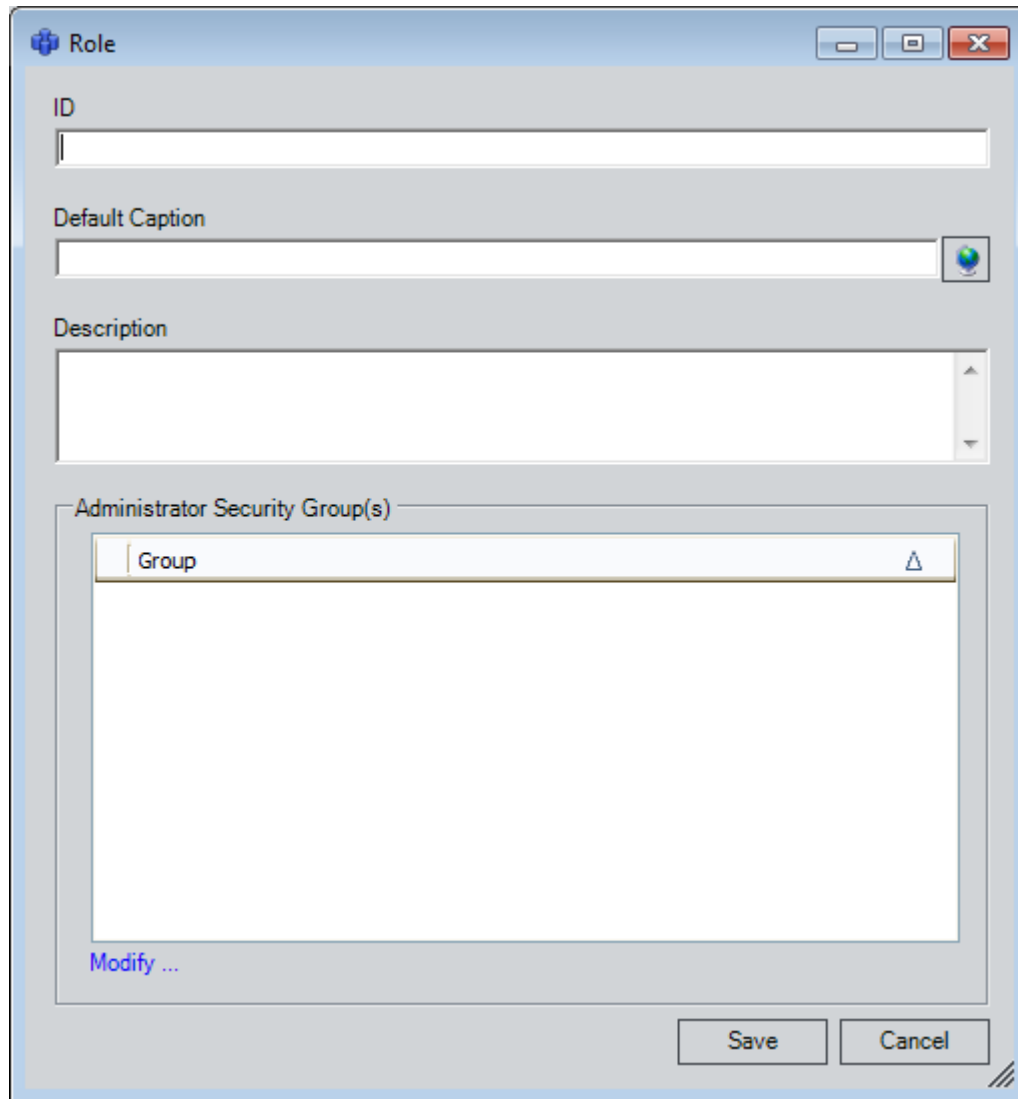 Role
ID
Default Caption
Description
Administrator Security Group(s)
Group
Modify ...
Save Cancel